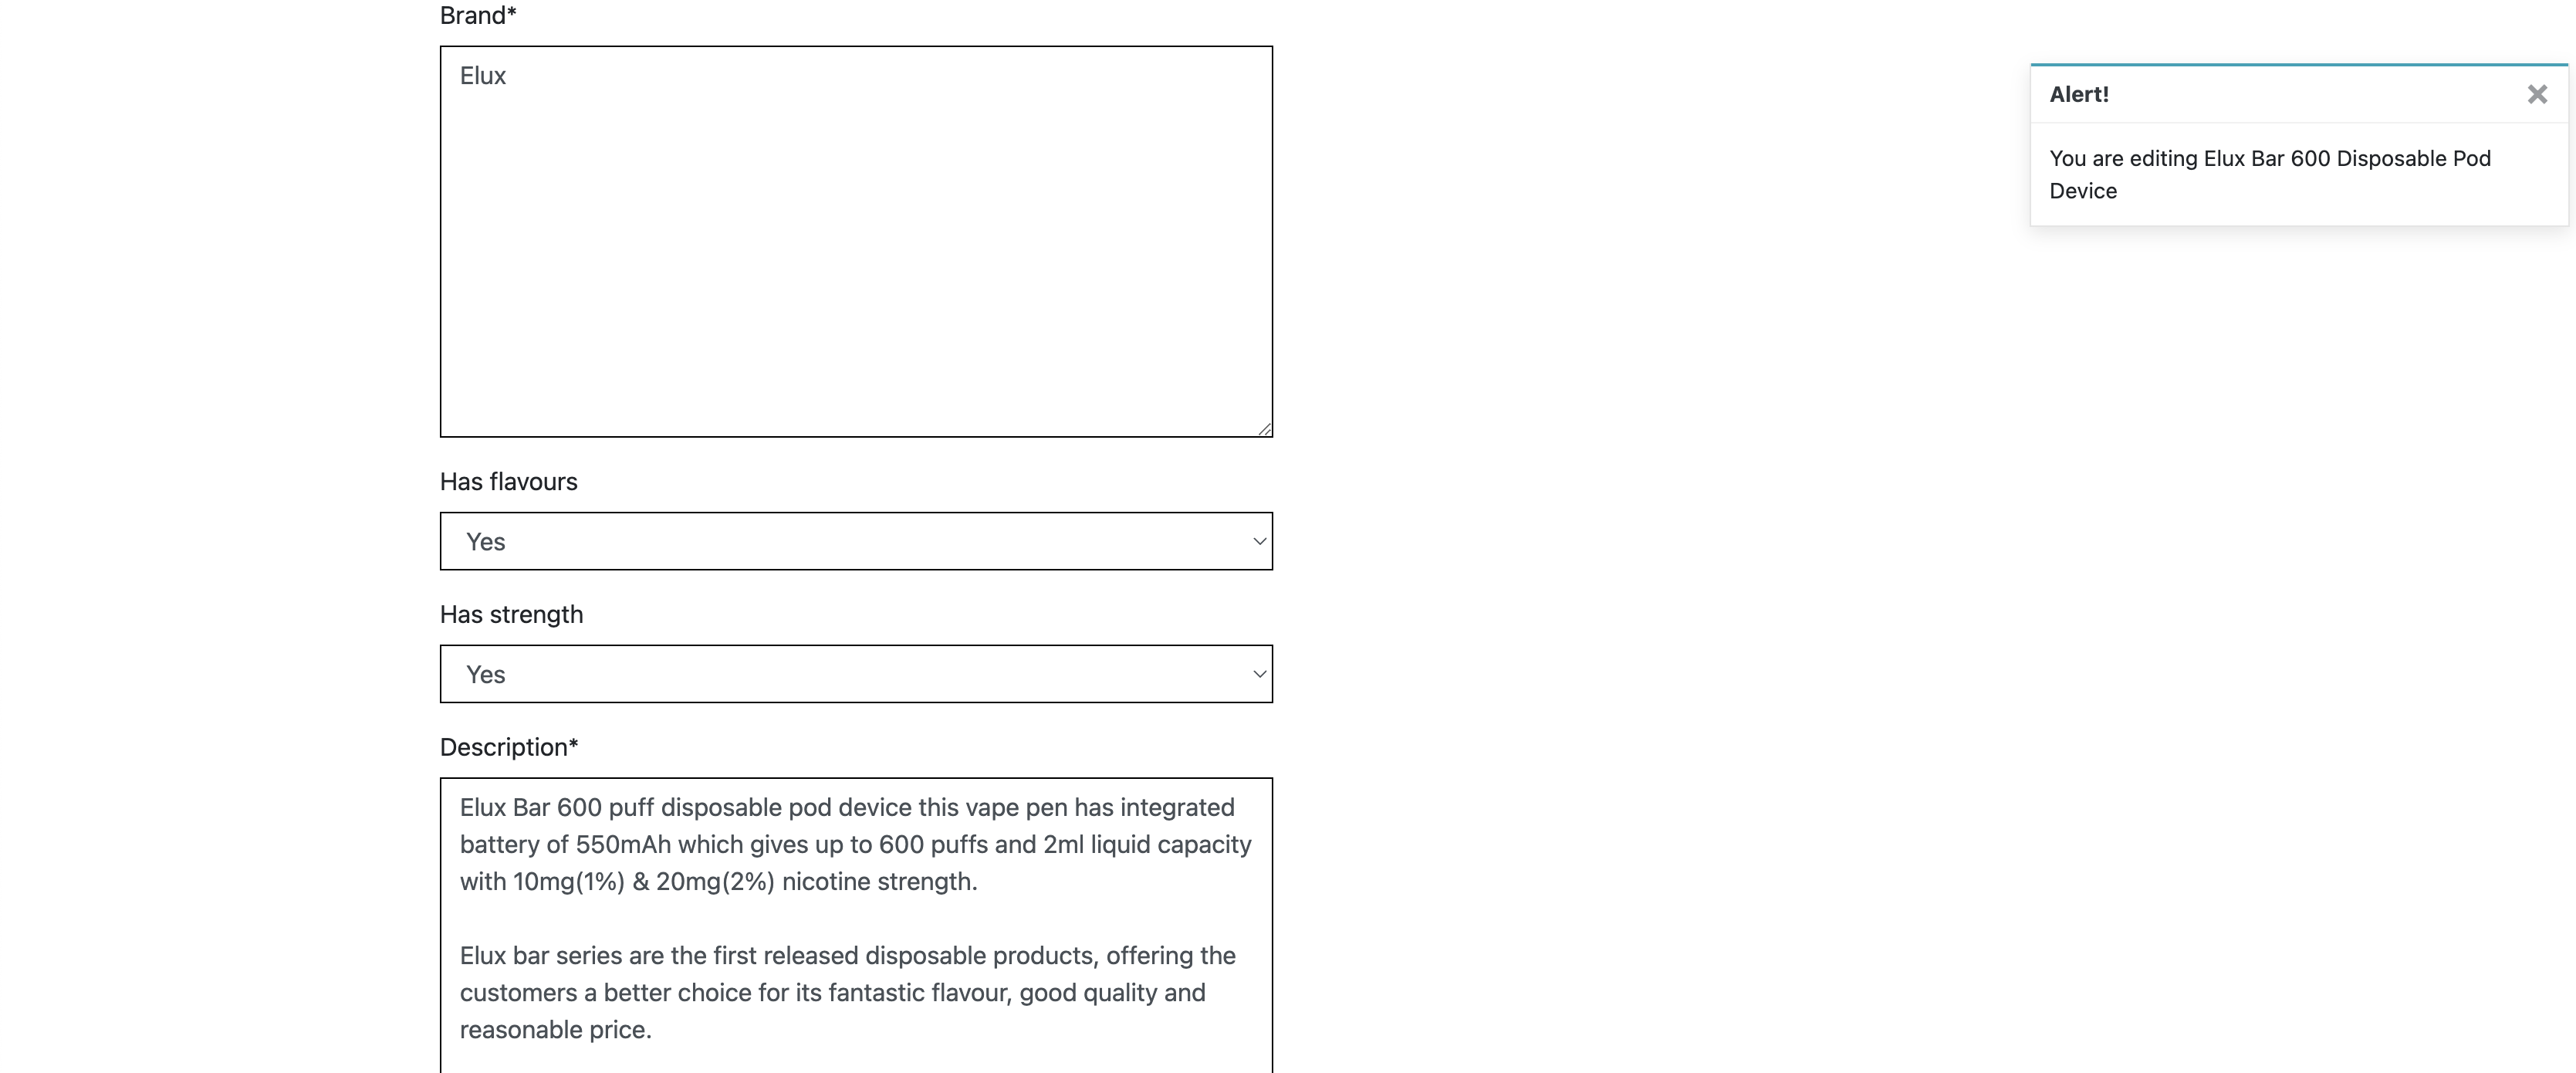 Brand*
Elux
Alert!
You are editing Elux Bar 600 Disposable Pod
Device
Has flavours
Yes
Has strength
Yes
Description*
Elux Bar 600 puff disposable pod device this vape pen has integrated
battery of 550mAh which gives up to 600 puffs and 2ml liquid capacity
with 10mg(1%) & 20mg(2%) nicotine strength.
Elux bar series are the first released disposable products, offering the
customers a better choice for its fantastic flavour, good quality and
reasonable price.